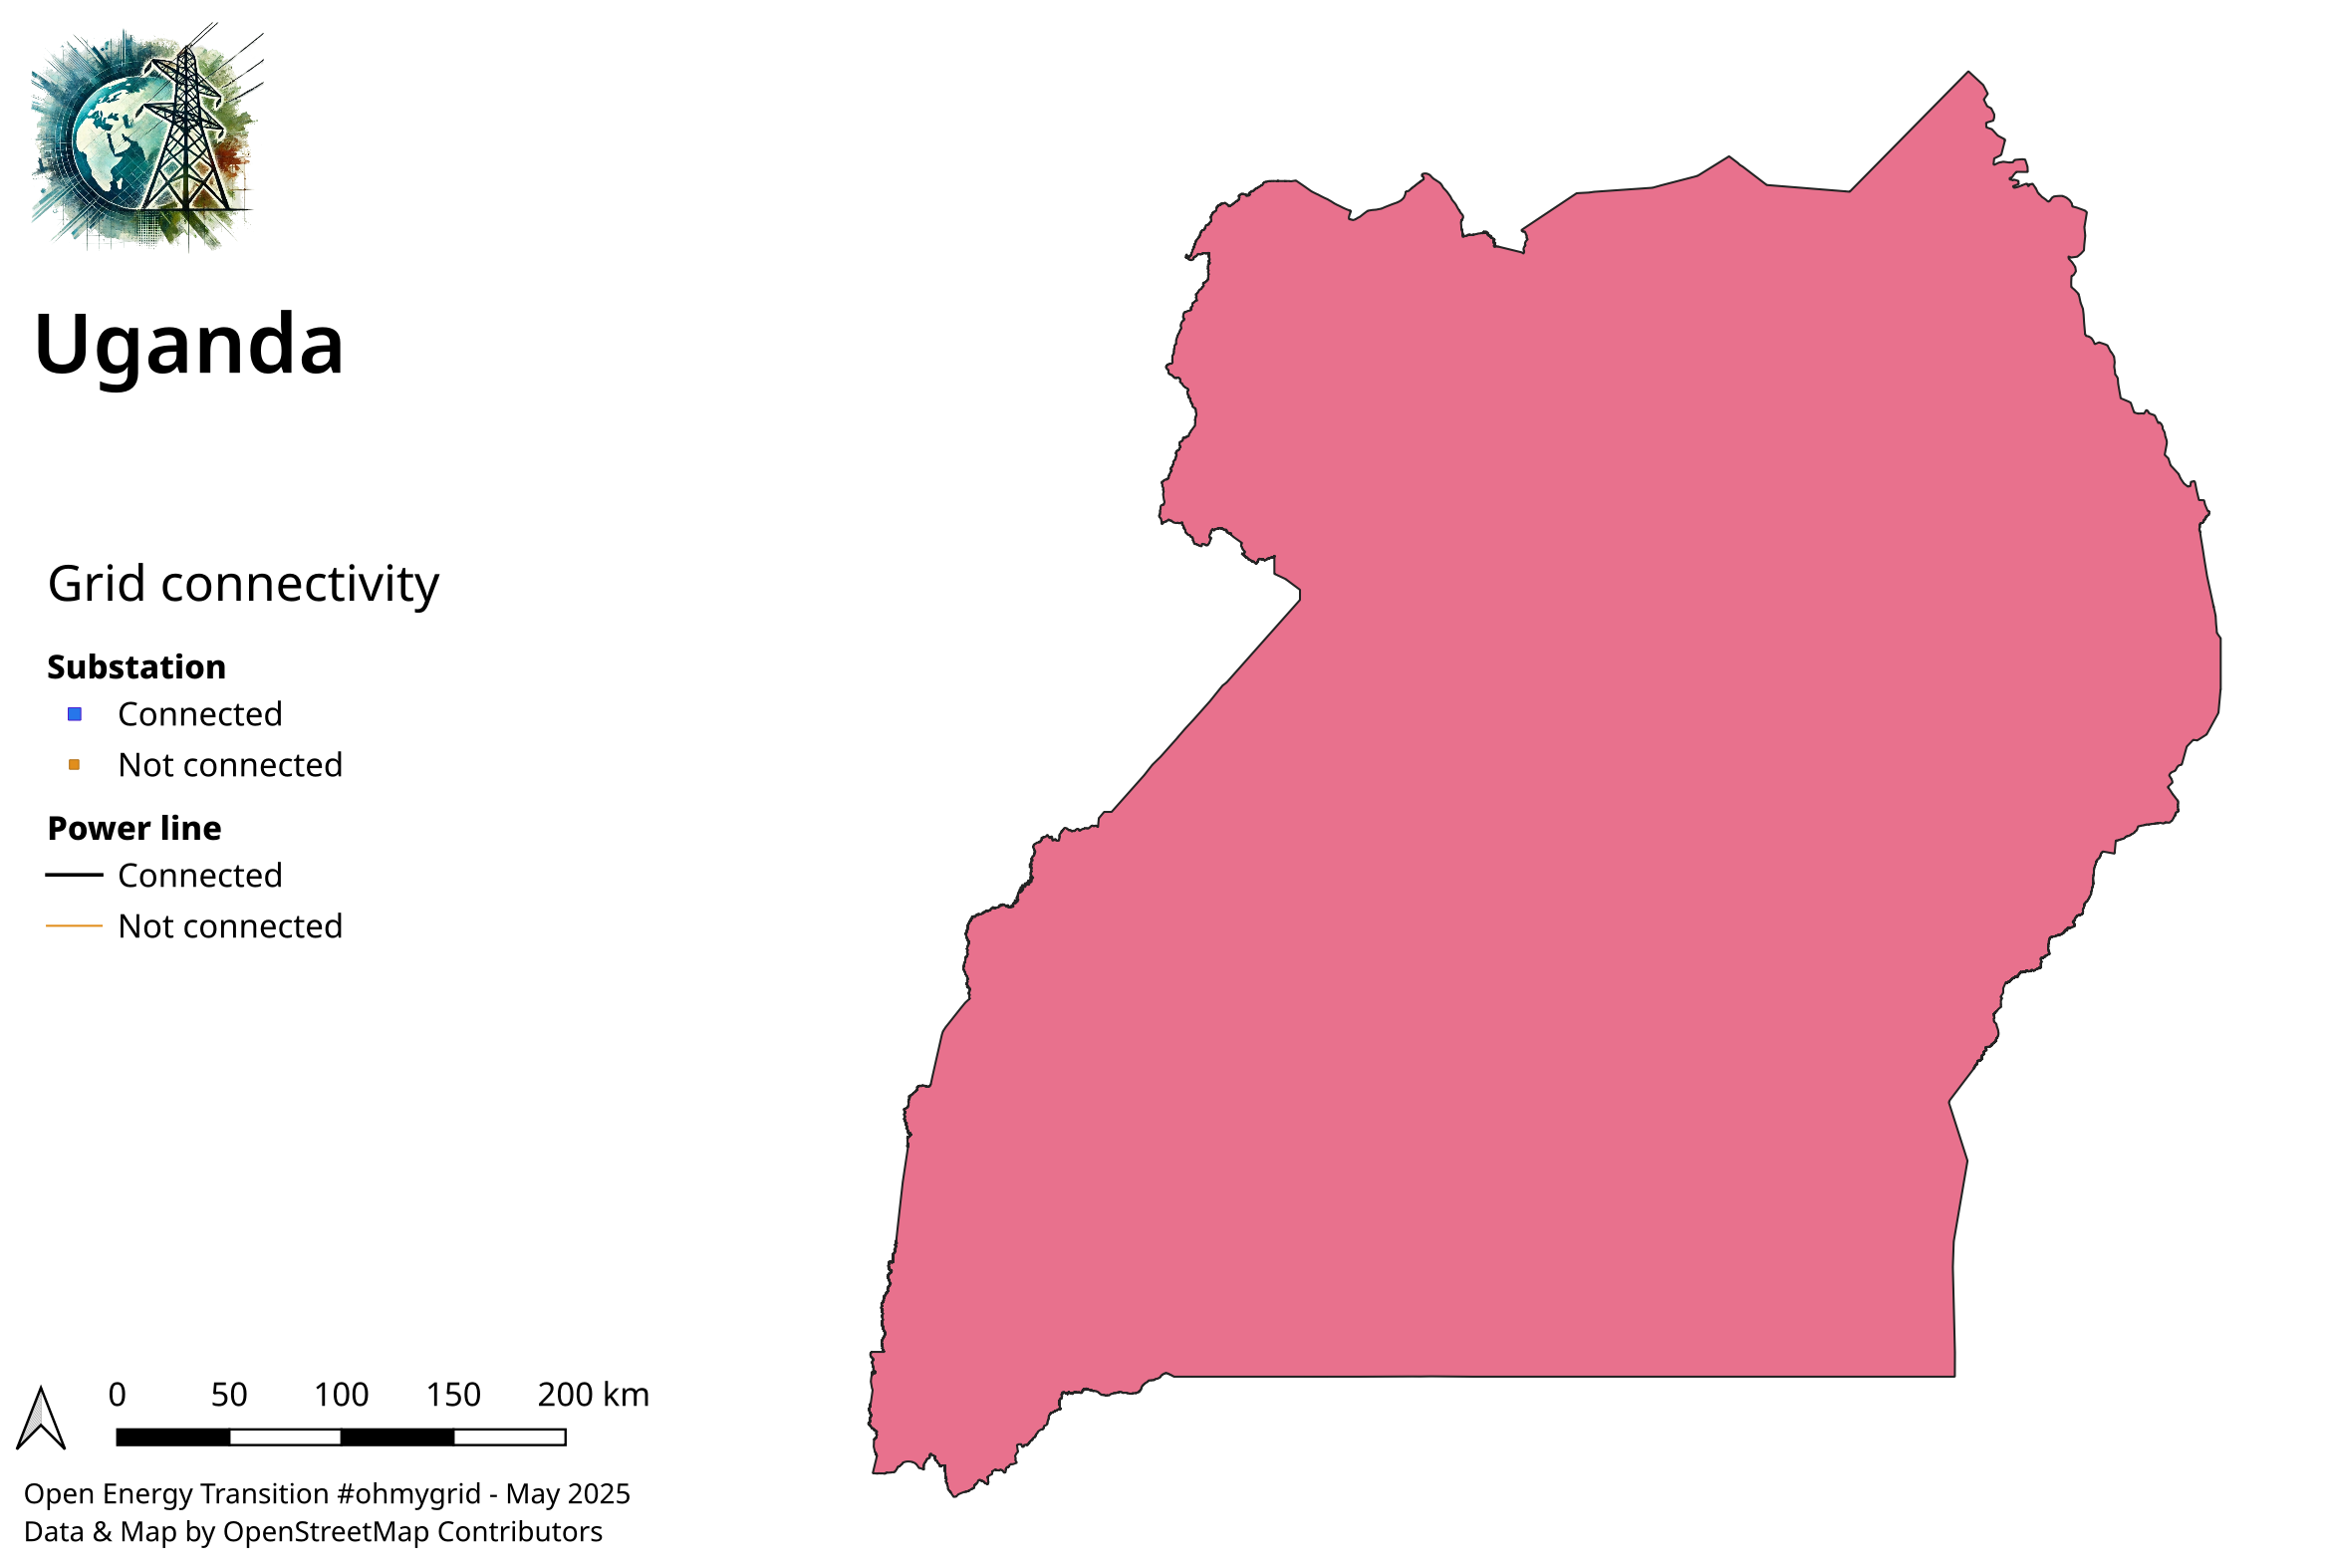 Uganda
Grid connectivity
Substation
Connected
Not connected
Power line
Connected
Not connected
0 50 100 150 200 km
Open Energy Transition #ohmygrid - May 2025
Data & Map by OpenStreetMap Contributors